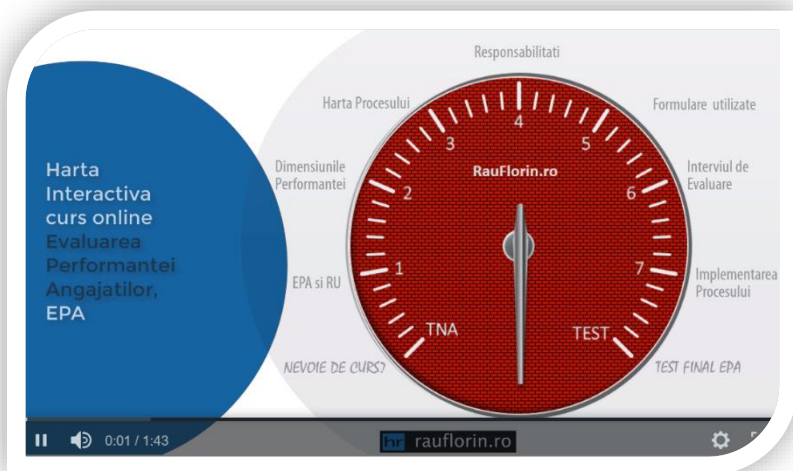 Harta
Interactiva
curs online
Evaluarea
Performantei
Angajatilor,
EPA
Responsabilitati
Harta Procesului
Formulare utilizate
Dimensiunile
Performantei
Interviul de
Evaluare
EPA si RU
Implementarea
Procesului
NEVOIE DE CURS?
TEST FINAL EPA
RauFlorin.ro
TNA
1
2
3
4
5
6
7
TEST
0:01 / 1:43
hr rauflorin.ro